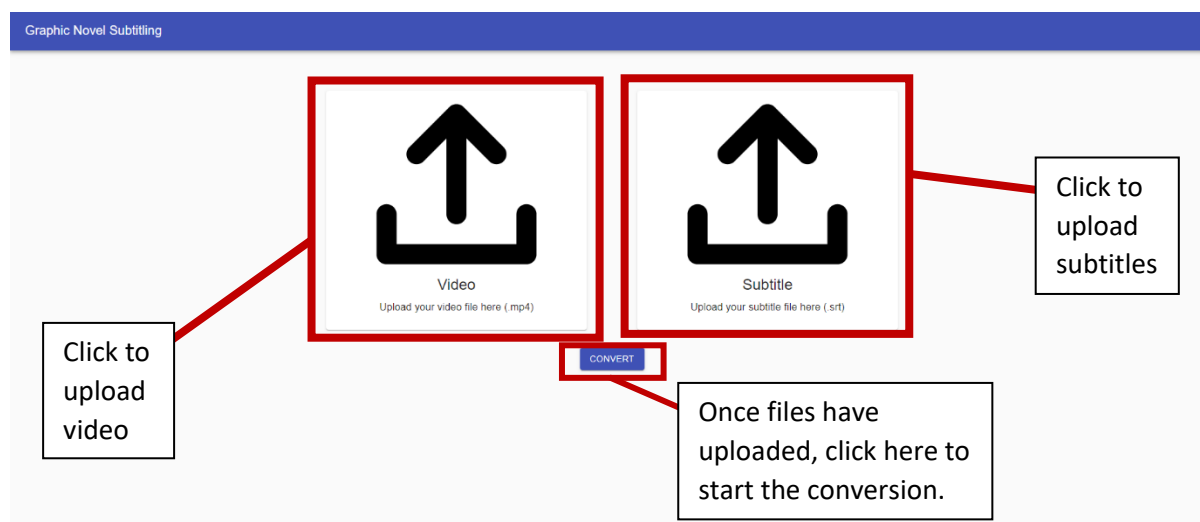 Graphic Novel Subtitling
Video
Upload your video file here (.mp4)
Subtitle
Upload your subtitle file here (.srt)
Click to
upload
subtitles
Click to
upload
video
CONVERT
Once files have
uploaded, click here to
start the conversion.